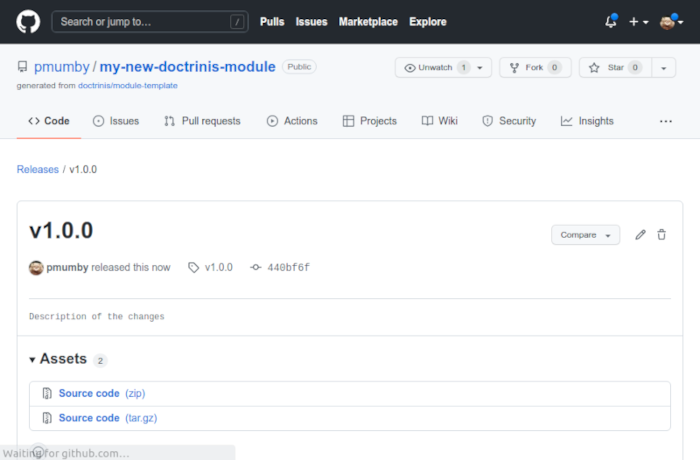 Search or jump to... / Pulls Issues Marketplace Explore
pmumby / my-new-doctrinis-module Public Unwatch 1 Fork 0 Star 0
generated from doctrinis/module-template
Code Issues Pull requests Actions Projects Wiki Security Insights ...
Releases / v1.0.0
v1.0.0
Compare
pmumby released this now v1.0.0 440bf6f
Description of the changes
Assets 2
Source code (zip)
Source code (tar.gz)
Waiting for github.com...